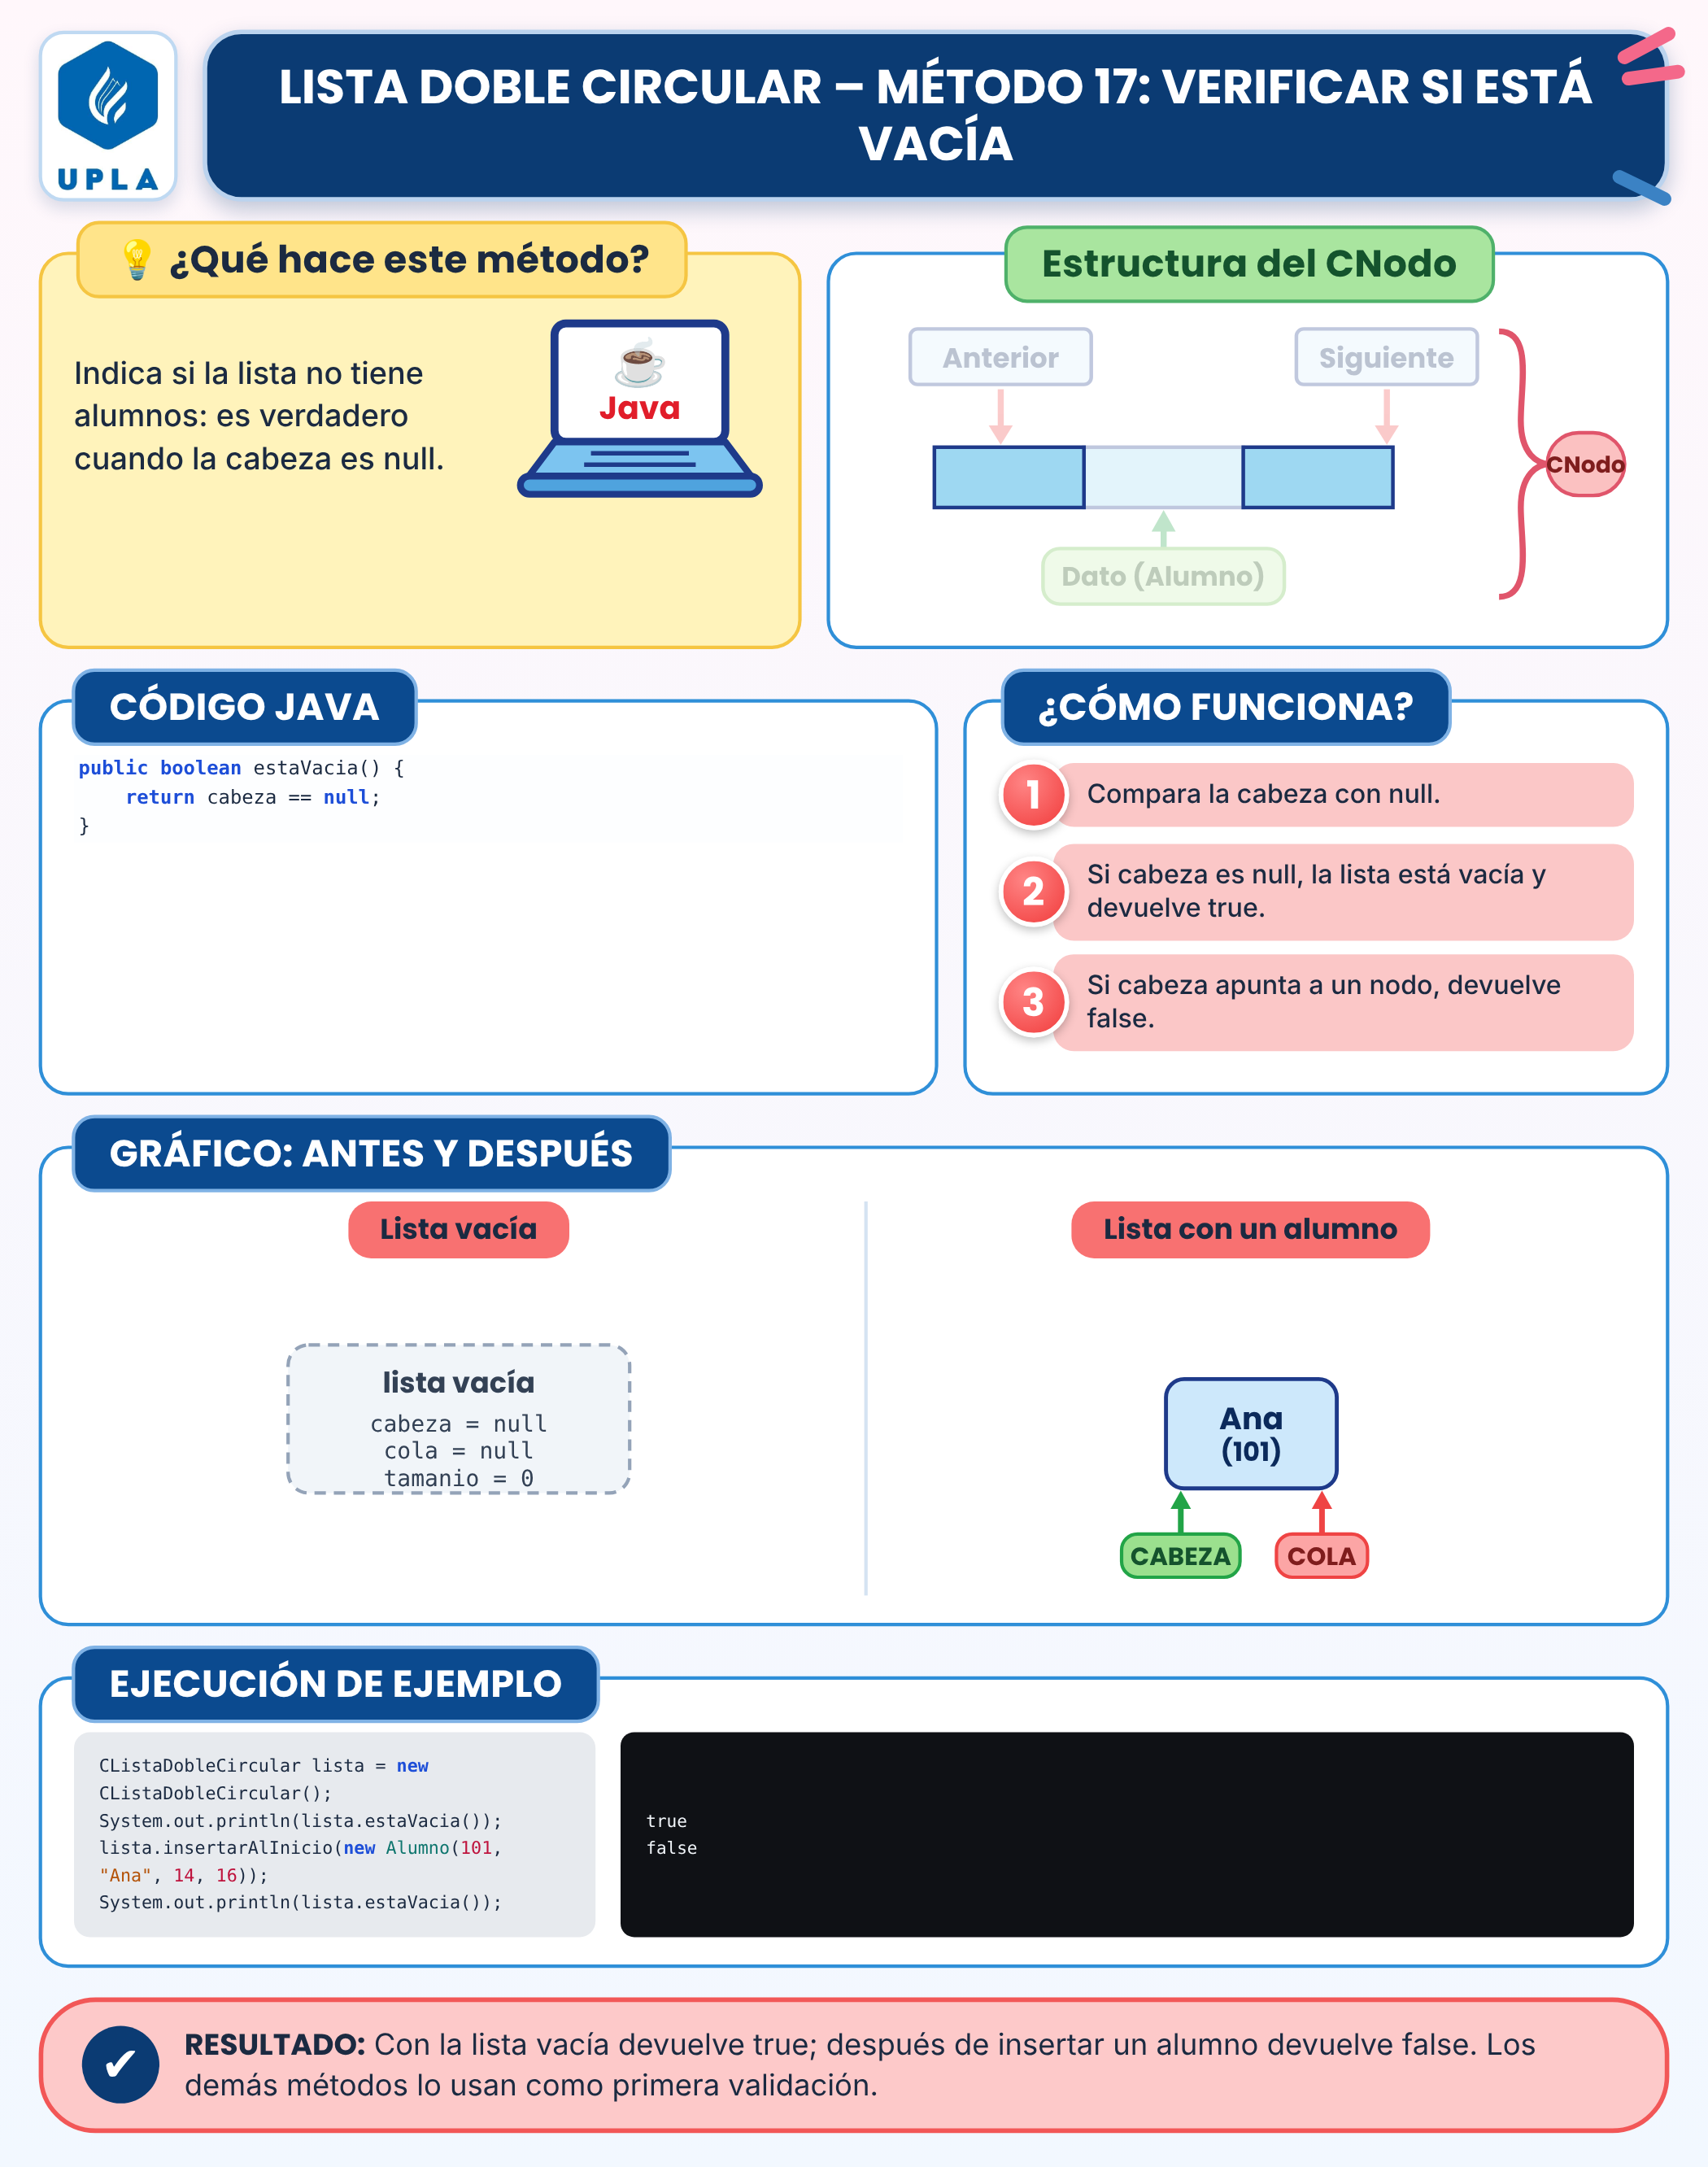 UPLA
LISTA DOBLE CIRCULAR – MÉTODO 17: VERIFICAR SI ESTÁ
VACÍA
💡 ¿Qué hace este método?
Indica si la lista no tiene
alumnos: es verdadero
cuando la cabeza es null.
Java
Estructura del CNodo
Anterior
Siguiente
CNodo
Dato (Alumno)
CÓDIGO JAVA
public boolean estaVacia() {
    return cabeza == null;
}
¿CÓMO FUNCIONA?
1
Compara la cabeza con null.
2
Si cabeza es null, la lista está vacía y
devuelve true.
3
Si cabeza apunta a un nodo, devuelve
false.
GRÁFICO: ANTES Y DESPUÉS
Lista vacía
lista vacía
cabeza = null
cola = null
tamanio = 0
Lista con un alumno
Ana
(101)
CABEZA
COLA
EJECUCIÓN DE EJEMPLO
CListaDobleCircular lista = new
CListaDobleCircular();
System.out.println(lista.estaVacia());
lista.insertarAlInicio(new Alumno(101,
"Ana", 14, 16));
System.out.println(lista.estaVacia());
true
false
✔ RESULTADO: Con la lista vacía devuelve true; después de insertar un alumno devuelve false. Los
demás métodos lo usan como primera validación.